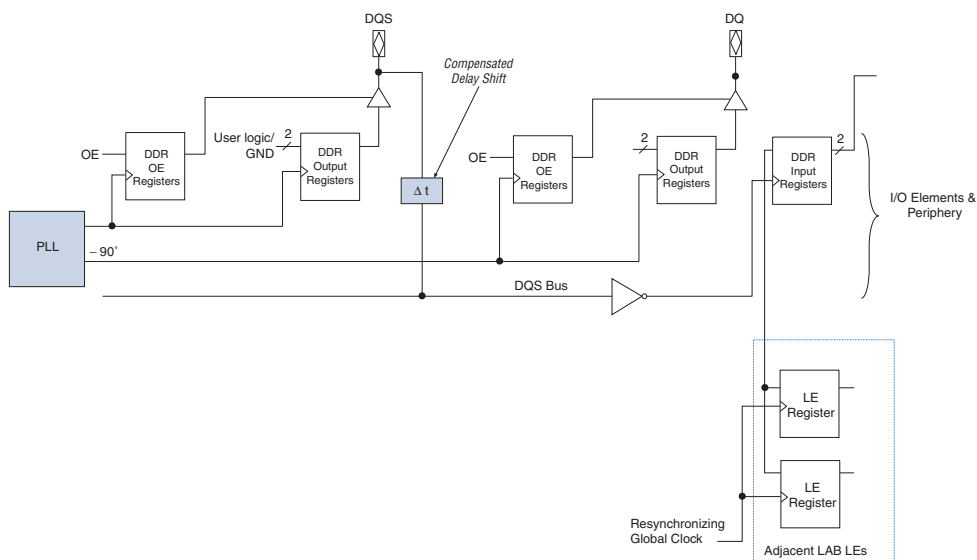 DQS
DQ
Compensated
Delay Shift
User logic/
GND
2
2
2
OE
DDR
OE
Registers
DDR
Output
Registers
OE
DDR
OE
Registers
DDR
Output
Registers
DDR
Input
Registers
Δ t
I/O Elements &
Periphery
PLL
– 90˚
DQS Bus
LE
Register
LE
Register
Resynchronizing
Global Clock
Adjacent LAB LEs